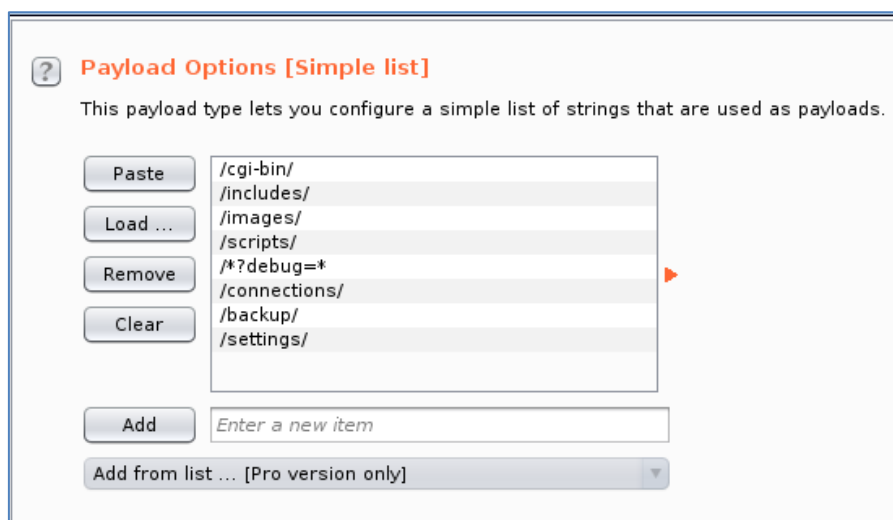 ?
Payload Options [Simple list]
This payload type lets you configure a simple list of strings that are used as payloads.
Paste
Load ...
Remove
Clear
/cgi-bin/
/includes/
/images/
/scripts/
/*?debug=*
/connections/
/backup/
/settings/
Add
Enter a new item
Add from list ... [Pro version only]